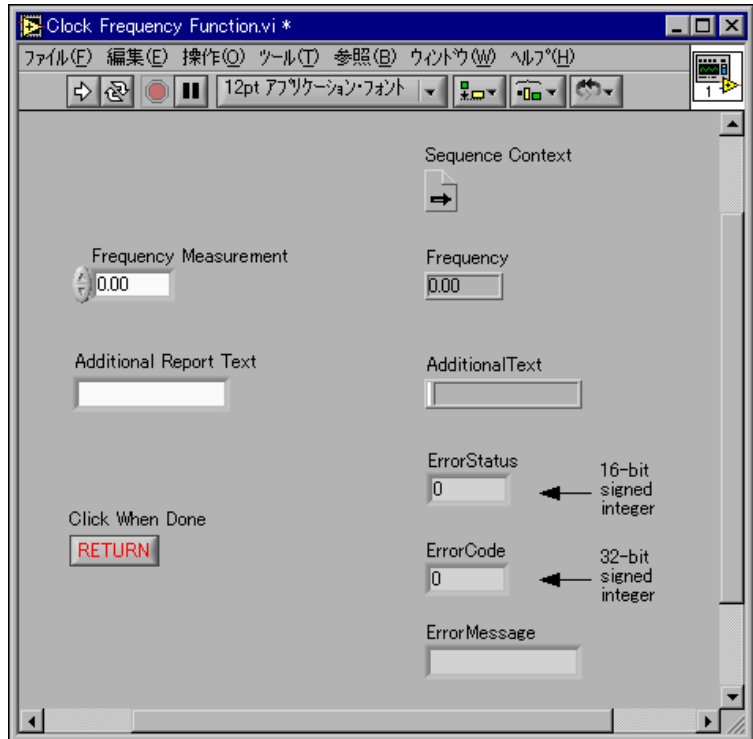 Clock Frequency Function.vi *
ファイル(F) 編集(E) 操作(O) ツール(T) 参照(B) ウィンドウ(W) ヘルプ(H)
12pt アプリケーション・フォント
1
Sequence Context
Frequency Measurement
0.00
Frequency
0.00
Additional Report Text
AdditionalText
ErrorStatus
0
16-bit
signed
integer
Click When Done
RETURN
ErrorCode
0
32-bit
signed
integer
ErrorMessage